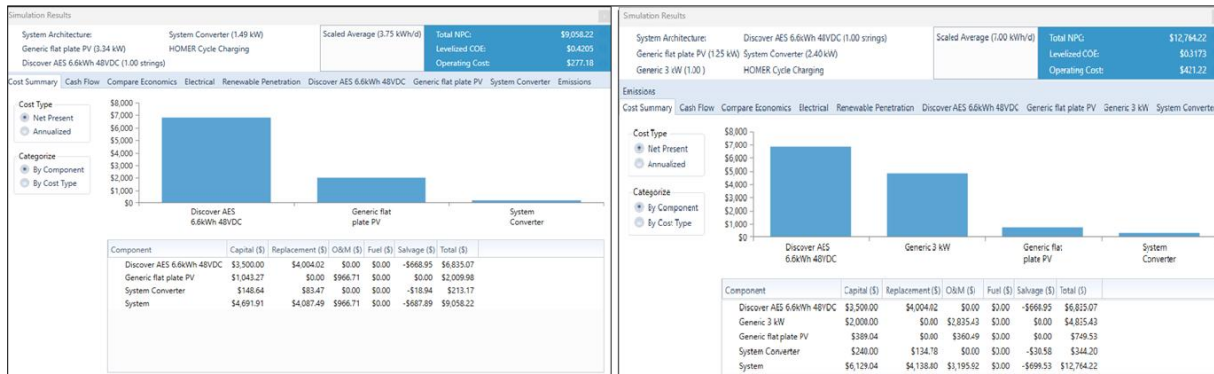 Simulation Results
System Architecture: System Converter (1.49 kW)
Generic flat plate PV (3.34 kW) HOMER Cycle Charging
Discover AES 6.6kWh 48VDC (1.00 strings)
Scaled Average (3.75 kWh/d)
Total NPC: $9,058.22
Levelized COE: $0.4205
Operating Cost: $277.18
Cost Summary Cash Flow Compare Economics Electrical Renewable Penetration Discover AES 6.6kWh 48VDC Generic flat plate PV System Converter Emissions
Cost Type
Net Present
Annualized
Categorize
By Component
By Cost Type
$8,000
$7,000
$6,000
$5,000
$4,000
$3,000
$2,000
$1,000
$0
Discover AES
6.6kWh 48VDC
Generic flat
plate PV
System
Converter
Component Capital ($) Replacement ($) O&M ($) Fuel ($) Salvage ($) Total ($)
Discover AES 6.6kWh 48VDC $3,500.00 $4,004.02 $0.00 $0.00 -$668.95 $6,835.07
Generic flat plate PV $1,043.27 $0.00 $966.71 $0.00 $0.00 $2,009.98
System Converter $148.64 $83.47 $0.00 $0.00 -$18.94 $213.17
System $4,691.91 $4,087.49 $966.71 $0.00 -$687.89 $9,058.22
Simulation Results
System Architecture: Discover AES 6.6kWh 48VDC (1.00 strings)
Generic flat plate PV (1.25 kW) System Converter (2.40 kW)
Generic 3 kW (1.00 ) HOMER Cycle Charging
Scaled Average (7.00 kWh/d)
Total NPC: $12,764.22
Levelized COE: $0.3173
Operating Cost: $421.22
Emissions
Cost Summary Cash Flow Compare Economics Electrical Renewable Penetration Discover AES 6.6kWh 48VDC Generic flat plate PV Generic 3 kW System Converter
Cost Type
Net Present
Annualized
Categorize
By Component
By Cost Type
$8,000
$7,000
$6,000
$5,000
$4,000
$3,000
$2,000
$1,000
$0
Discover AES
6.6kWh 48VDC
Generic 3 kW
Generic flat
plate PV
System
Converter
Component Capital ($) Replacement ($) O&M ($) Fuel ($) Salvage ($) Total ($)
Discover AES 6.6kWh 48VDC $3,500.00 $4,004.02 $0.00 $0.00 -$668.95 $6,835.07
Generic 3 kW $2,000.00 $0.00 $2,835.43 $0.00 $0.00 $4,835.43
Generic flat plate PV $389.04 $0.00 $360.49 $0.00 $0.00 $749.53
System Converter $240.00 $134.78 $0.00 $0.00 -$30.58 $344.20
System $6,129.04 $4,138.80 $3,195.92 $0.00 -$699.53 $12,764.22